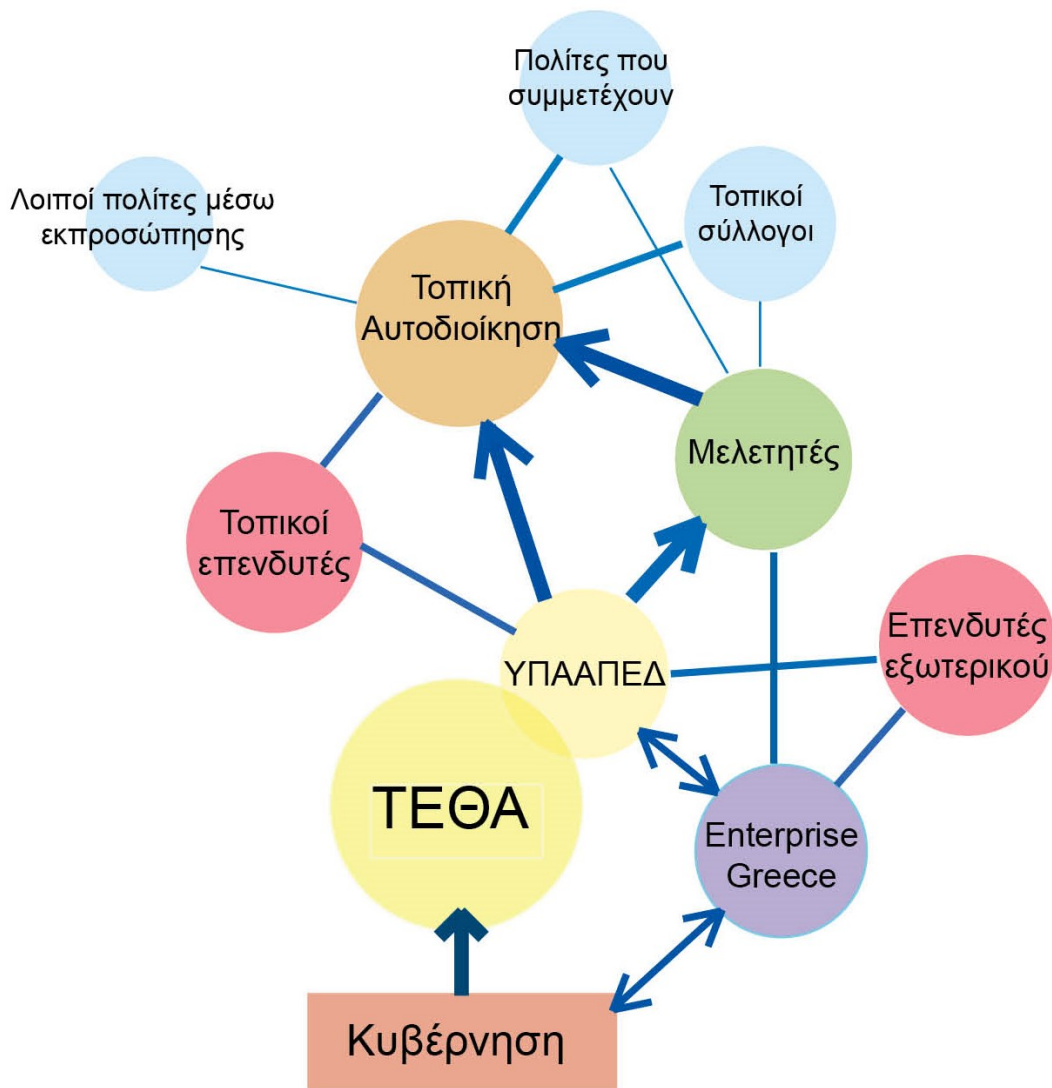 Πολίτες που
συμμετέχουν
Λοιποί πολίτες μέσω
εκπροσώπησης
Τοπικοί
σύλλογοι
Τοπική
Αυτοδιοίκηση
Μελετητές
Τοπικοί
επενδυτές
Επενδυτές
εξωτερικού
ΥΠΑΑΠΕΔ
ΤΕΘΑ
Enterprise
Greece
Κυβέρνηση